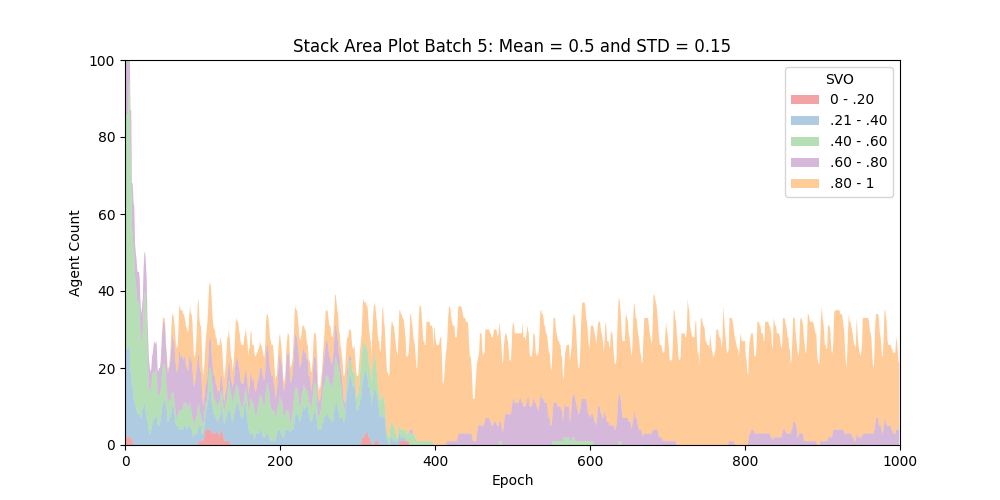 Stack Area Plot Batch 5: Mean = 0.5 and STD = 0.15
100
80
60
40
20
0
Agent Count
SVO
0 - .20
.21 - .40
.40 - .60
.60 - .80
.80 - 1
0 200 400 600 800 1000
Epoch